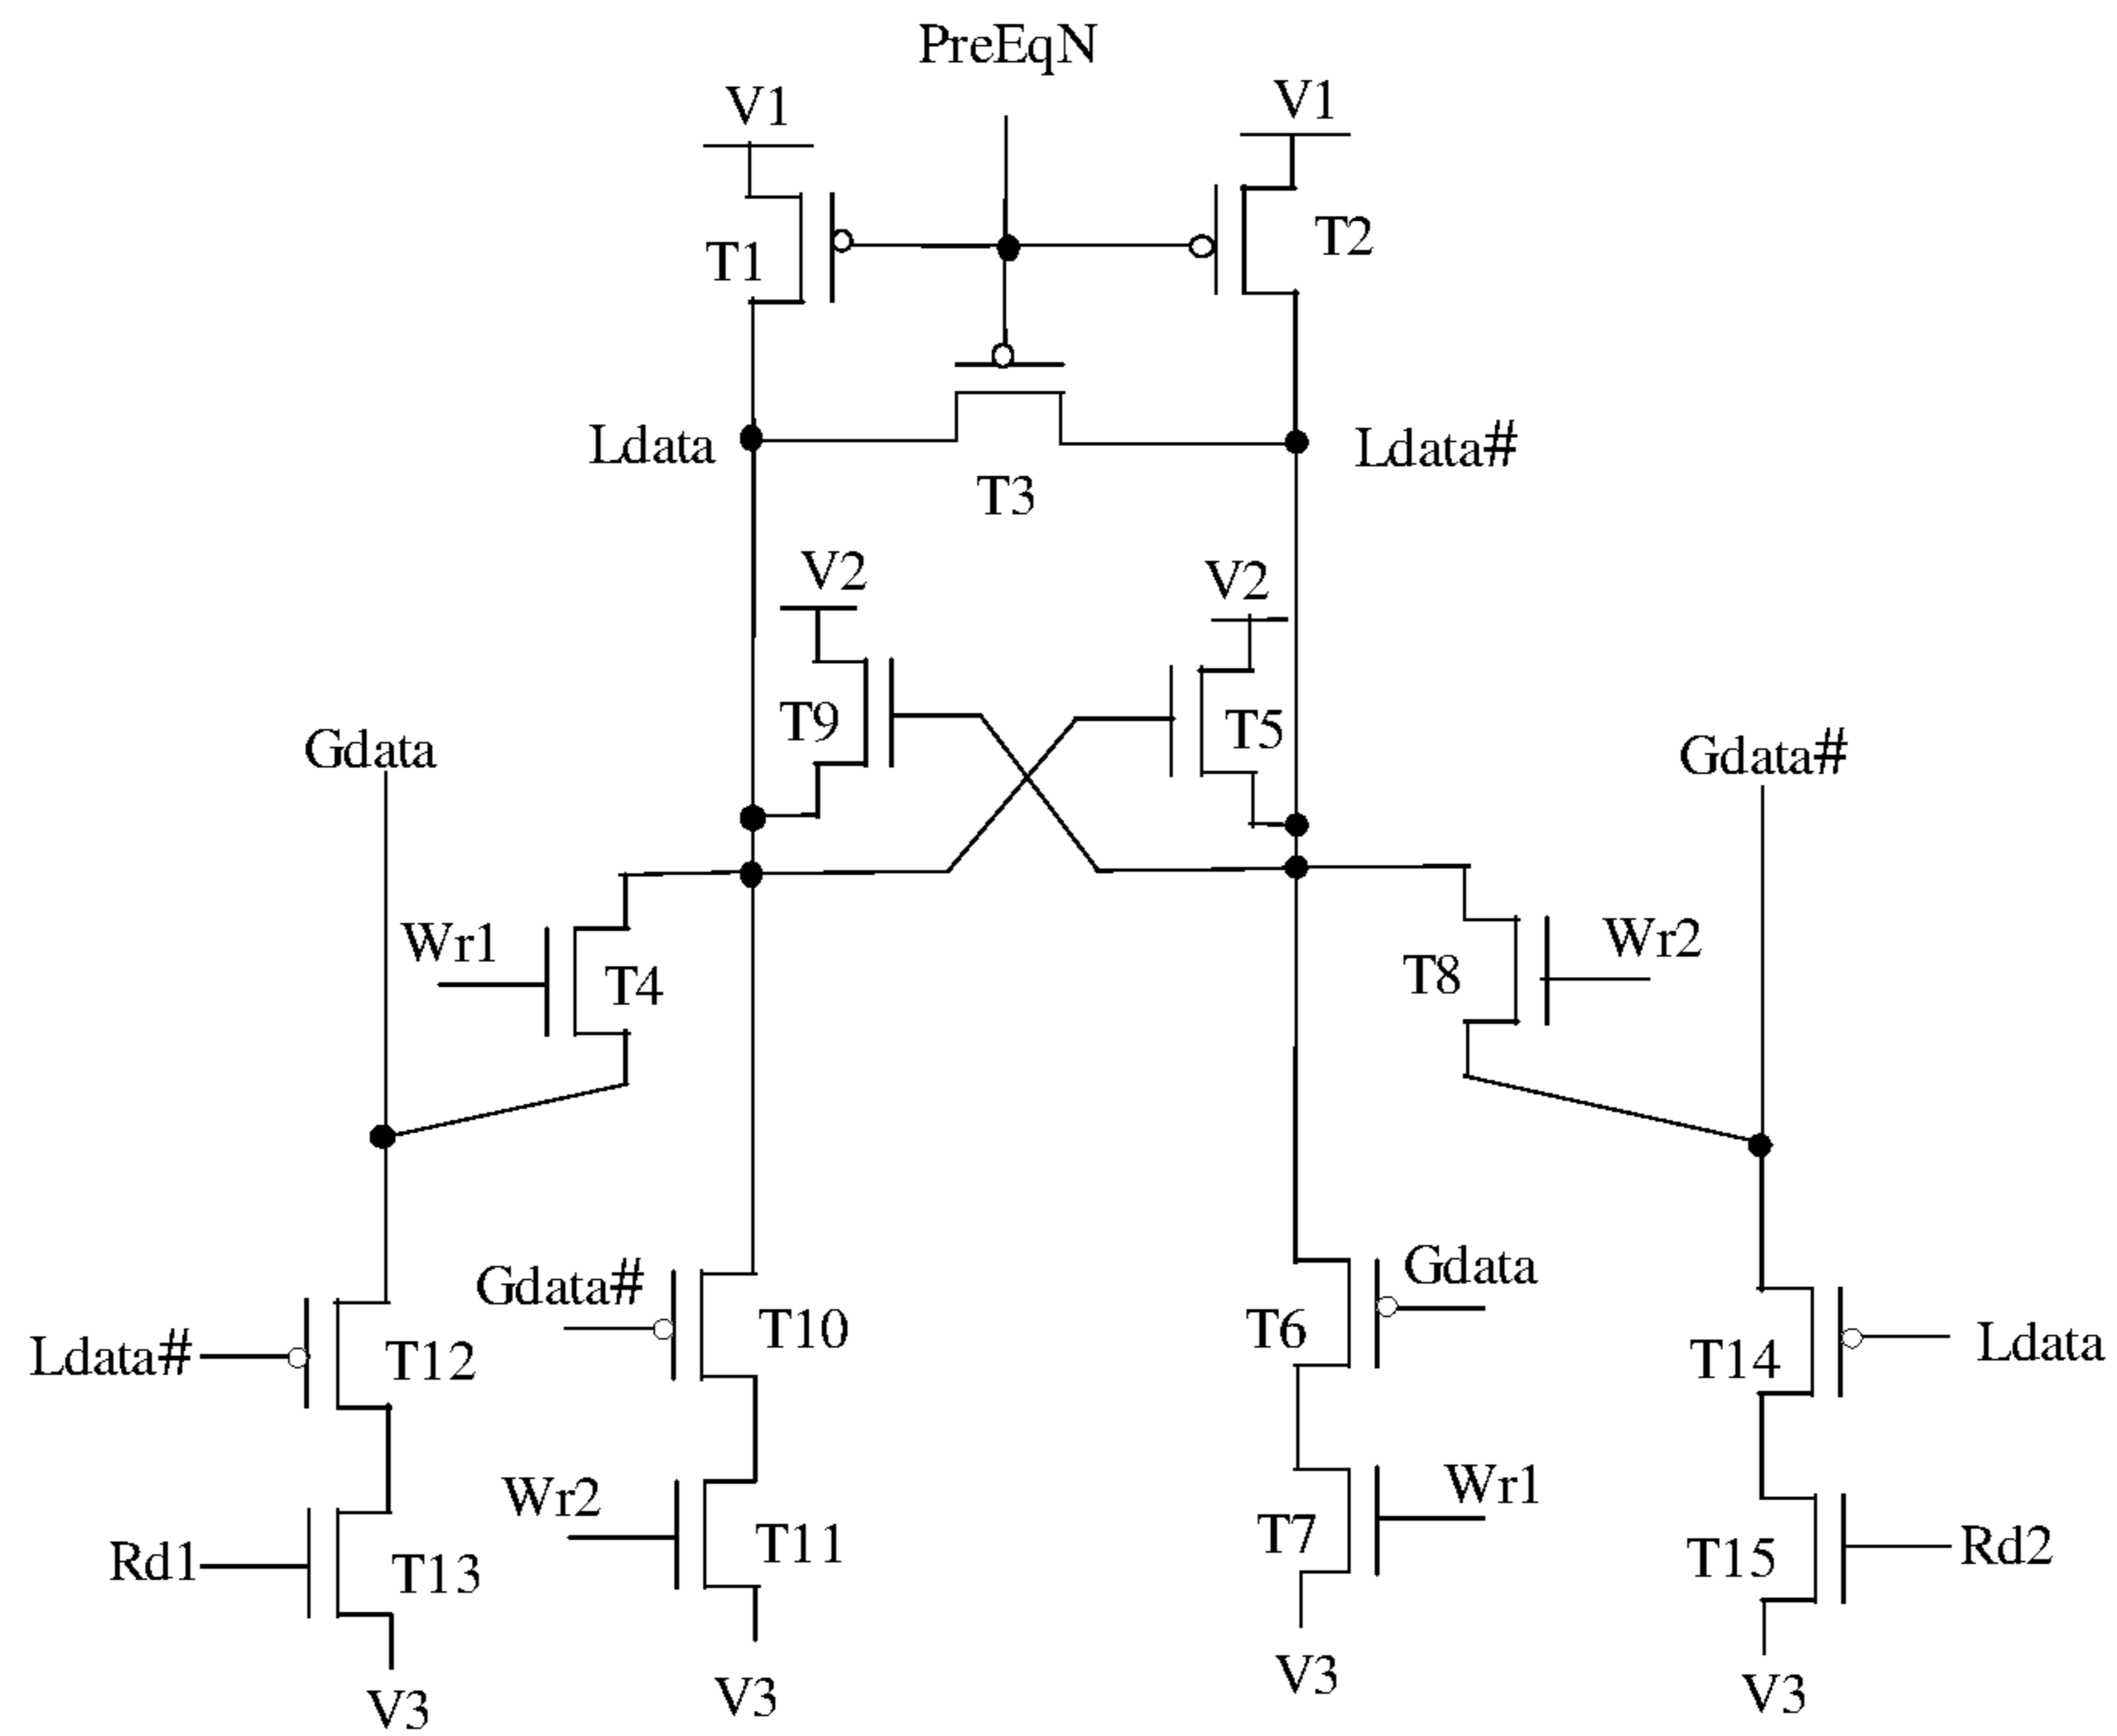 PreEqN
V1
V1
T1
T2
Ldata
Ldata#
T3
V2
V2
T9
T5
Gdata
Gdata#
Wr1
T4
T8
Wr2
Gdata#
Gdata
Ldata#
T12
T10
T6
T14
Ldata
Wr2
Wr1
Rd1
T13
T11
T7
T15
Rd2
V3
V3
V3
V3